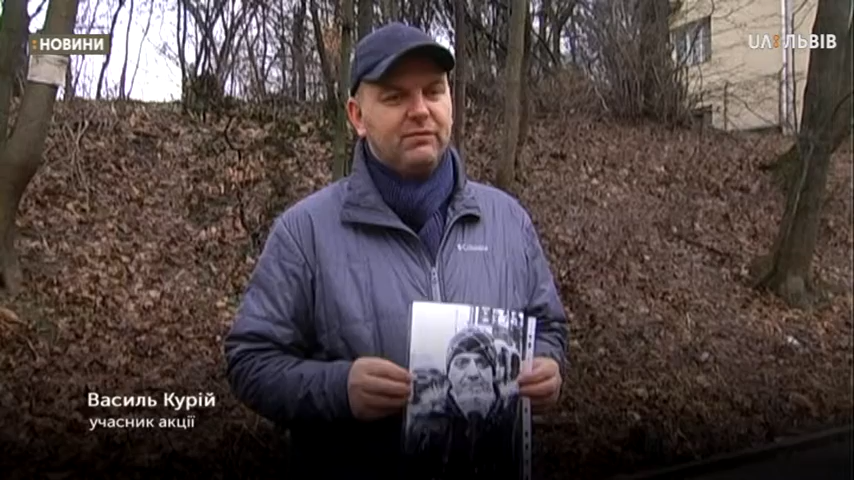 НОВИНИ
UA:ЛЬВІВ
Columbia
Василь Курій
учасник акції